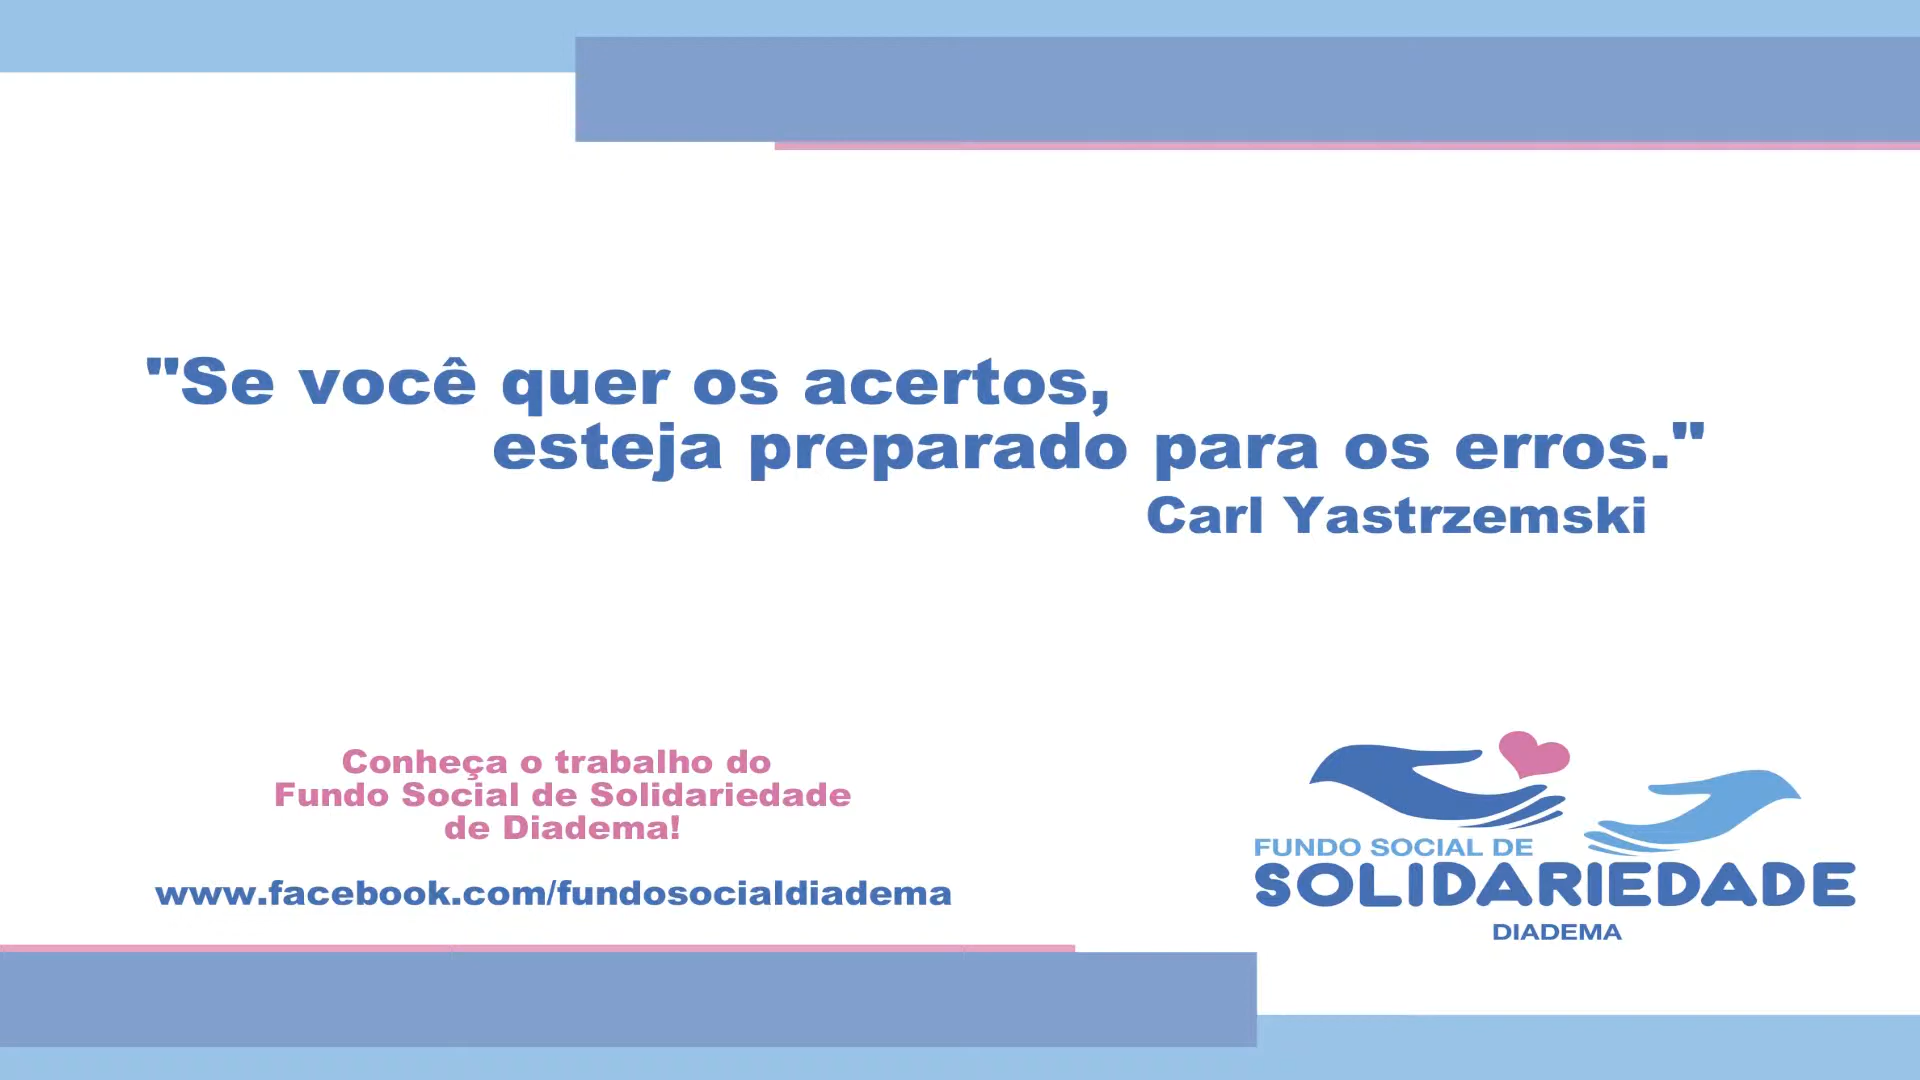 "Se você quer os acertos,
esteja preparado para os erros."
Carl Yastrzemski
Conheça o trabalho do
Fundo Social de Solidariedade
de Diadema!
www.facebook.com/fundosocialdiadema
FUNDO SOCIAL DE
SOLIDARIEDADE
DIADEMA